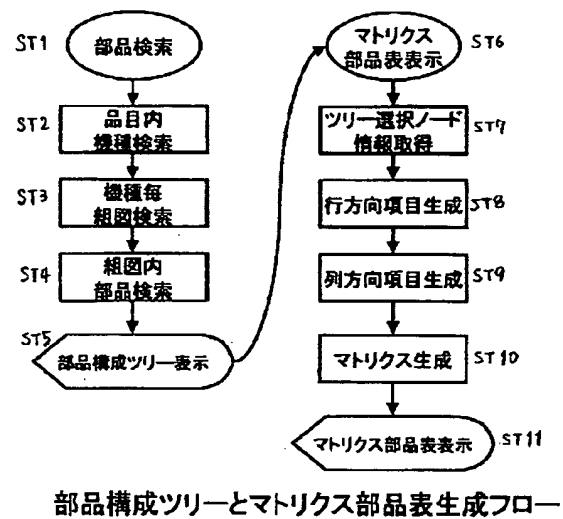 ST1
部品検索
ST2
品目内
機種検索
ST3
機種毎
組図検索
ST4
組図内
部品検索
ST5
部品構成ツリー表示
ST6
マトリクス
部品表表示
ST7
ツリー選択ノード
情報取得
ST8
行方向項目生成
ST9
列方向項目生成
ST10
マトリクス生成
ST11
マトリクス部品表表示
部品構成ツリーとマトリクス部品表生成フロー